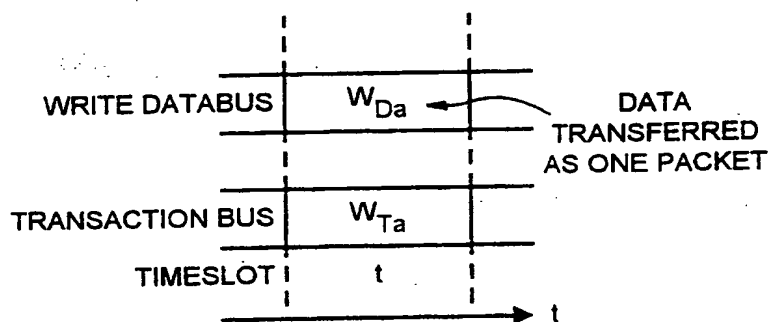 WRITE DATABUS
W_Da
DATA
TRANSFERRED
AS ONE PACKET
TRANSACTION BUS
W_Ta
TIMESLOT
t
t